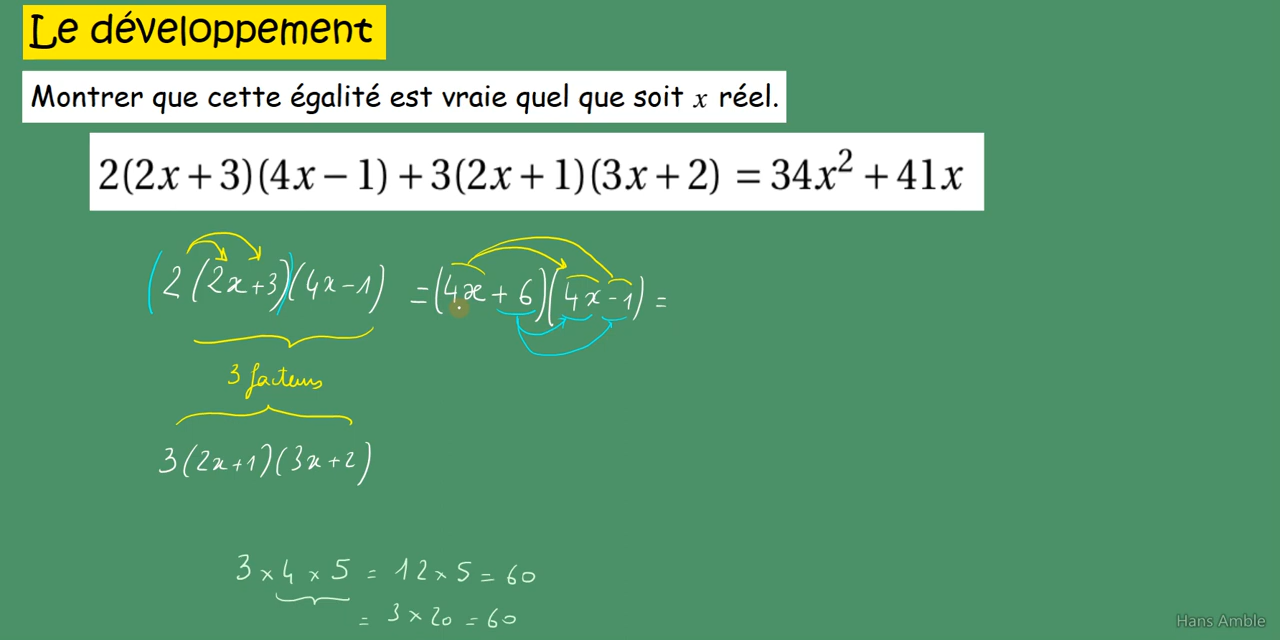 Le développement
Montrer que cette égalité est vraie quel que soit x réel.
2(2x + 3)(4x − 1) + 3(2x + 1)(3x + 2) = 34x² + 41x
(2(2x+3))(4x−1) = (4x + 6)(4x − 1) =
3 facteurs
3(2x+1)(3x+2)
3 × 4 × 5 = 12 × 5 = 60
= 3 × 20 = 60
Hans Amble